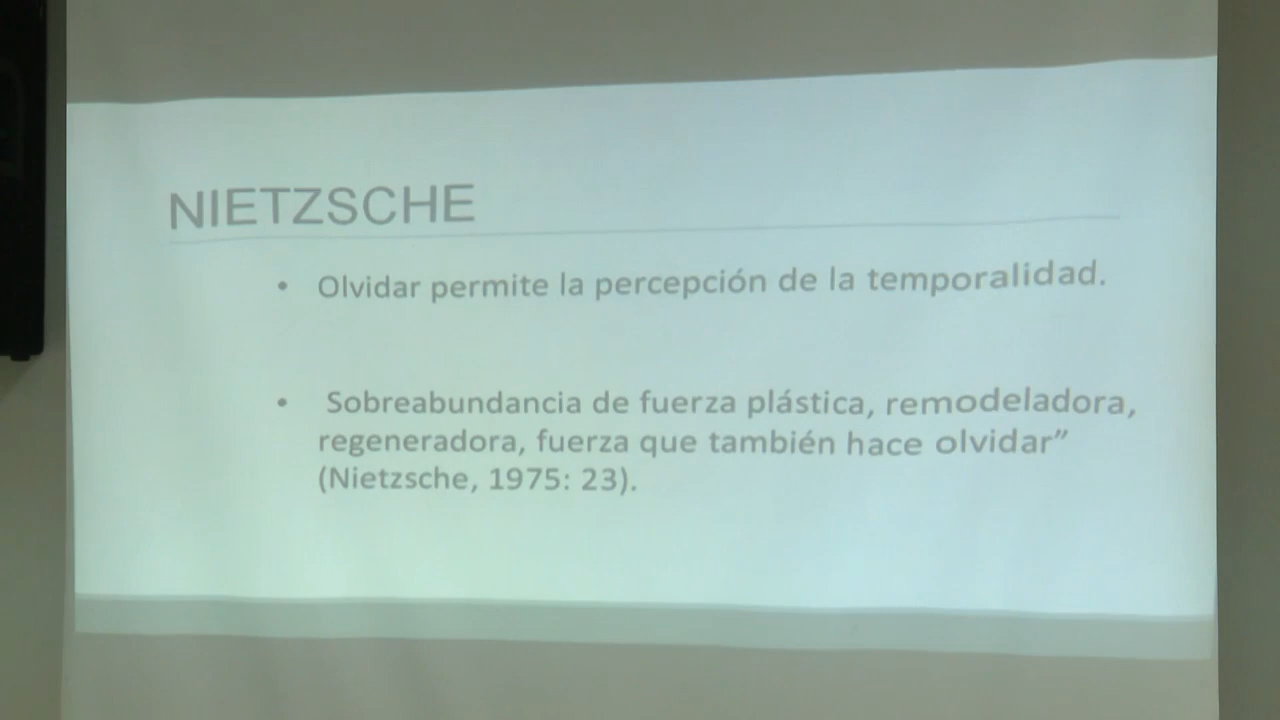 NIETZSCHE
• Olvidar permite la percepción de la temporalidad.
• Sobreabundancia de fuerza plástica, remodeladora,
regeneradora, fuerza que también hace olvidar”
(Nietzsche, 1975: 23).